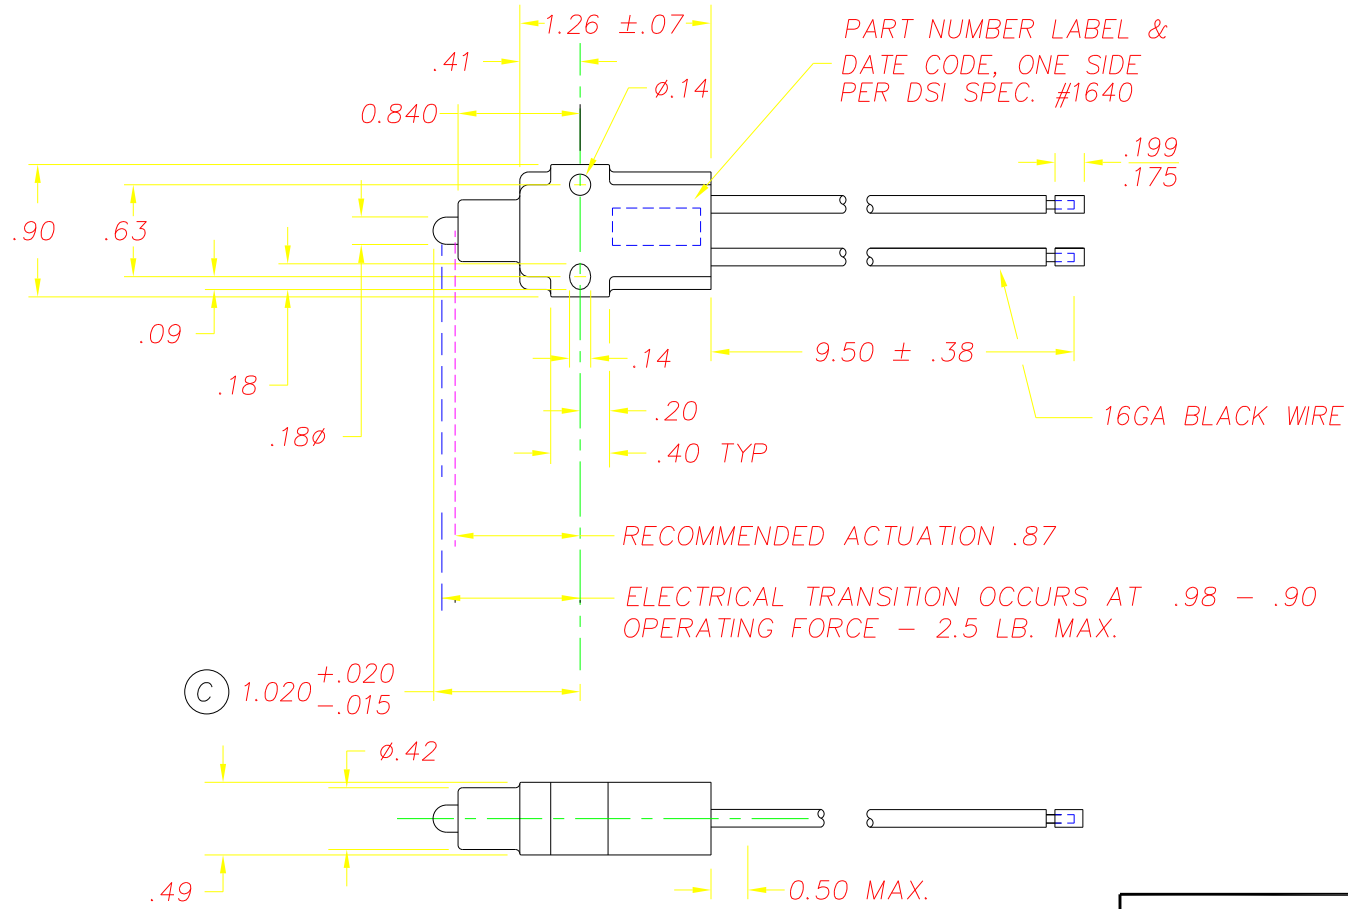 1.26 ±.07
PART NUMBER LABEL &
DATE CODE, ONE SIDE
PER DSI SPEC. #1640
.41
ø.14
0.840
.199
.175
.90
.63
.09
.14
9.50 ± .38
.18
.20
16GA BLACK WIRE
.18ø
.40 TYP
RECOMMENDED ACTUATION .87
ELECTRICAL TRANSITION OCCURS AT .98 – .90
OPERATING FORCE – 2.5 LB. MAX.
C 1.020 +.020
-.015
ø.42
.49
0.50 MAX.